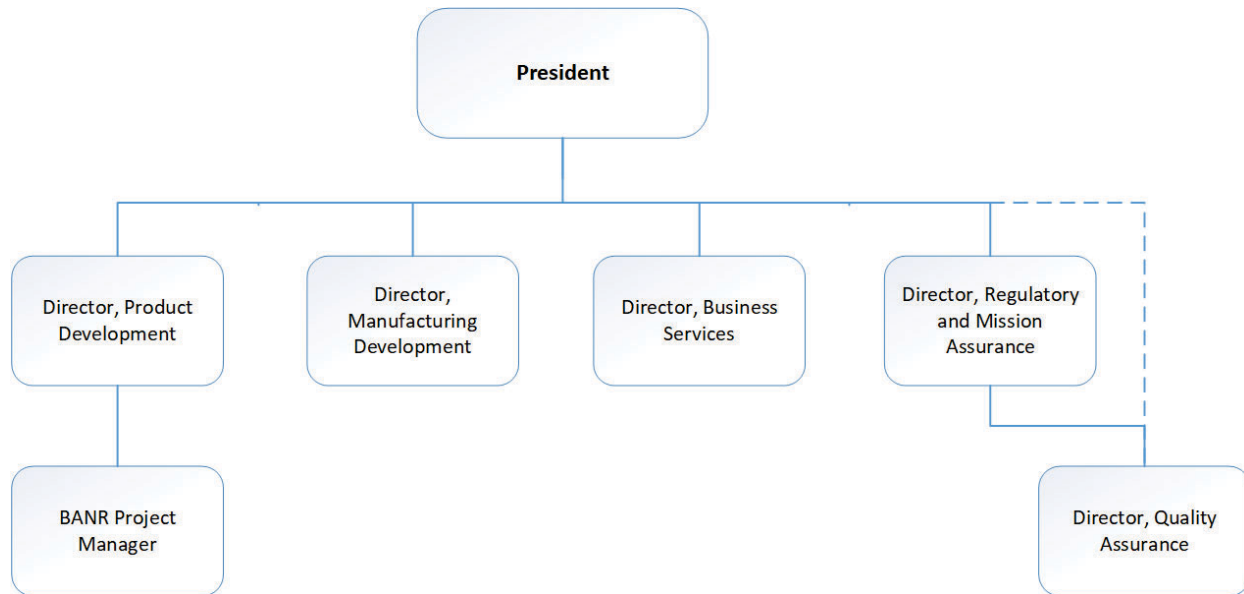 President
Director, Product
Development
Director,
Manufacturing
Development
Director, Business
Services
Director, Regulatory
and Mission
Assurance
BANR Project
Manager
Director, Quality
Assurance